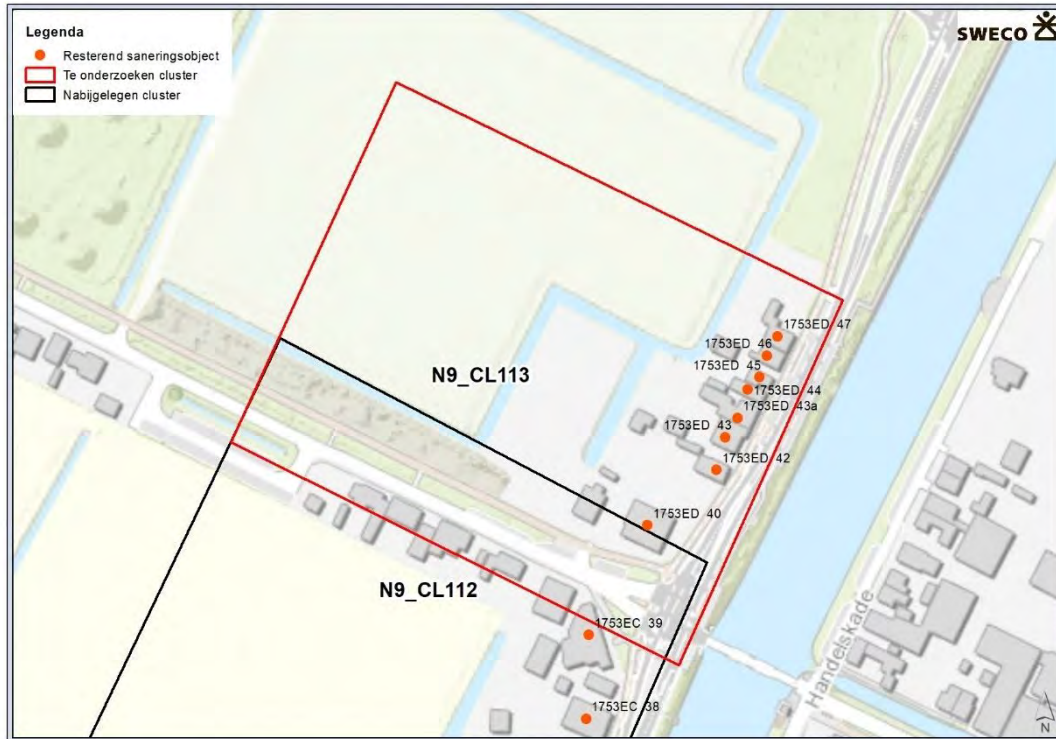 Legenda
Resterend saneringsobject
Te onderzoeken cluster
Nabijgelegen cluster
SWECO
1753ED 47
1753ED 46
1753ED 45
1753ED 44
N9_CL113
1753ED 43a
1753ED 43
1753ED 42
1753ED 40
N9_CL112
1753EC 39
1753EC 38
Handelskade
N